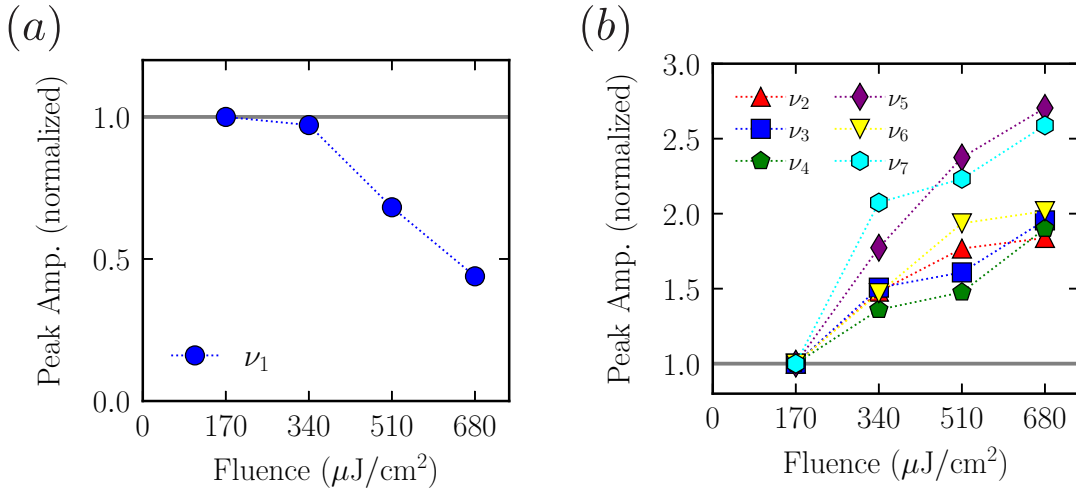 (a)
Peak Amp. (normalized)
1.0
0.5
0.0
ν₁
0 170 340 510 680
Fluence (μJ/cm²)
(b)
Peak Amp. (normalized)
3.0
2.5
2.0
1.5
1.0
ν₂ ν₅
ν₃ ν₆
ν₄ ν₇
0 170 340 510 680
Fluence (μJ/cm²)